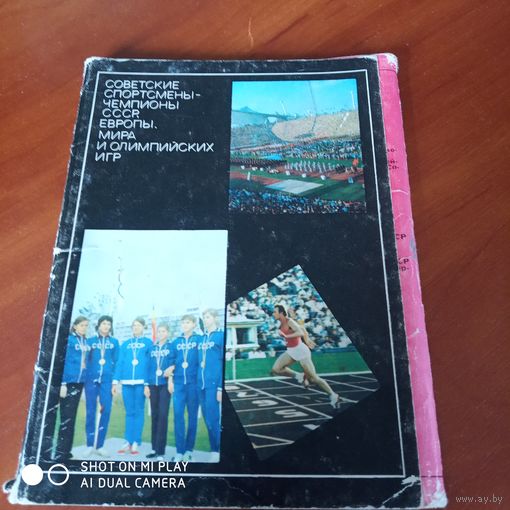 СОВЕТСКИЕ
СПОРТСМЕНЫ-
ЧЕМПИОНЫ
СССR
ЕВРОПЫ.
МИРА
И ОЛИМПИЙСКИХ
ИГР
СССР
СССР
СССР
СССР
SHOT ON MI PLAY
AI DUAL CAMERA
www.ay.by